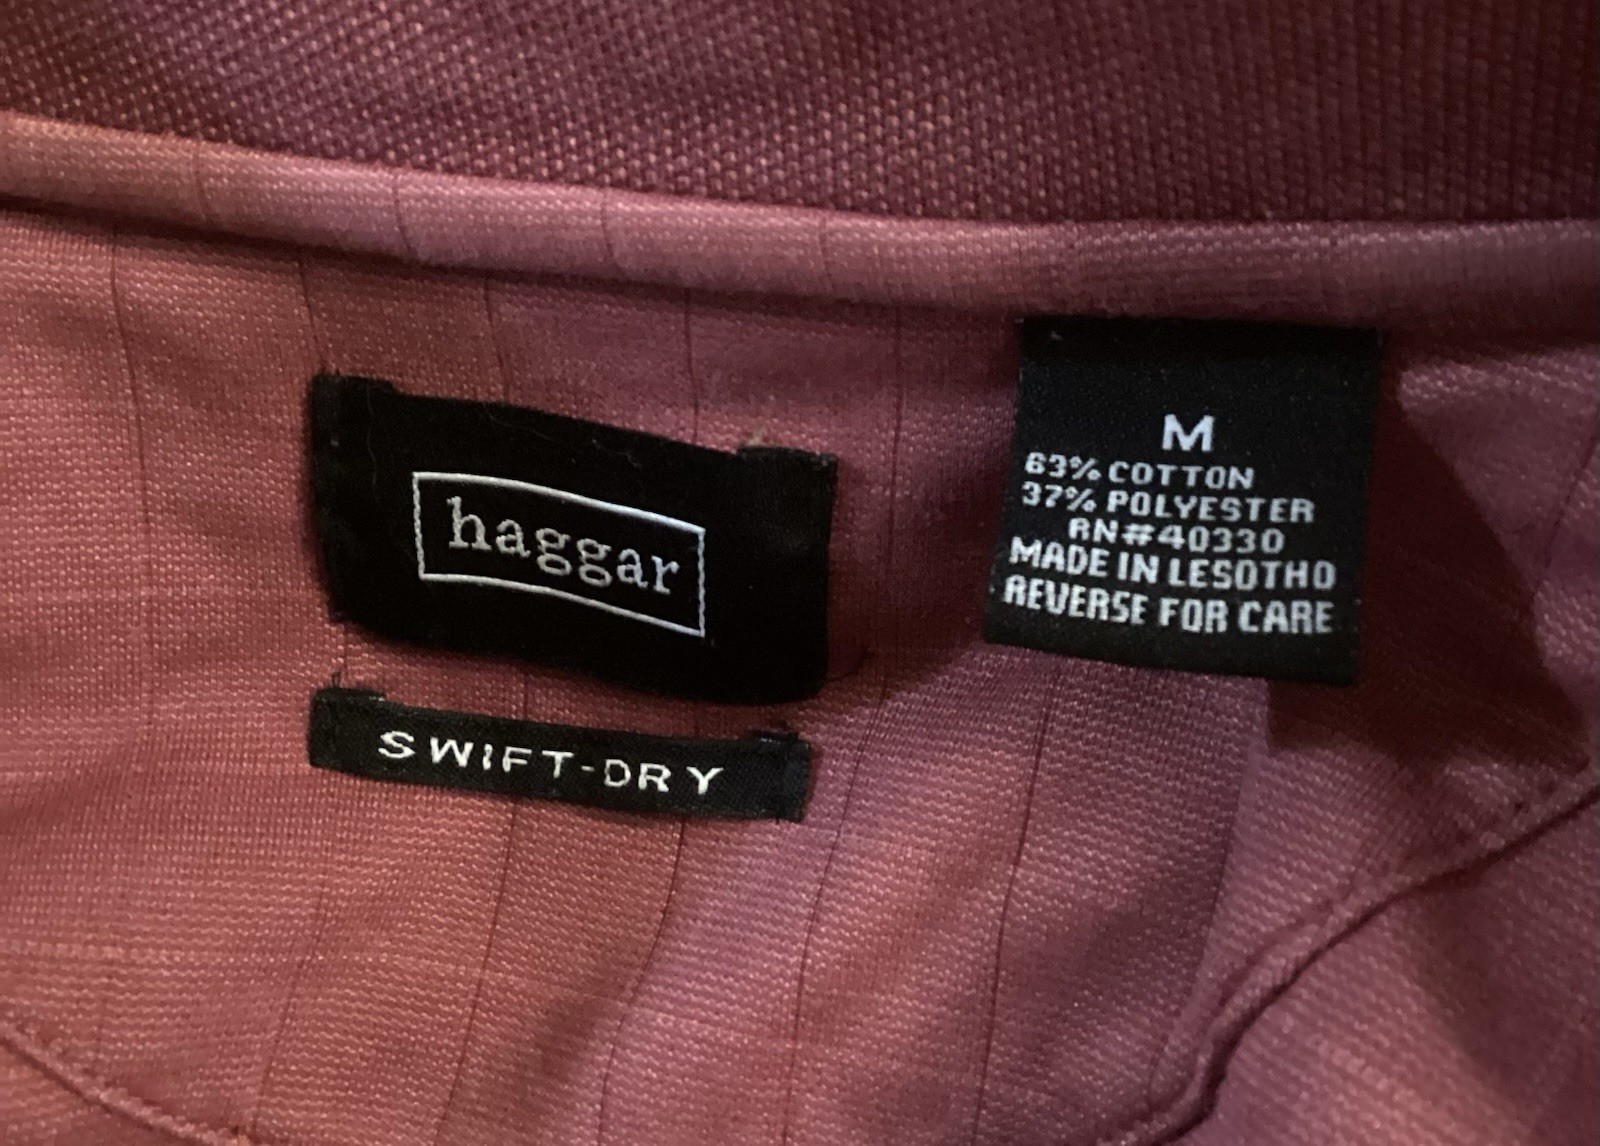 haggar
SWIFT-DRY
M
63% COTTON
37% POLYESTER
RN#40330
MADE IN LESOTHO
REVERSE FOR CARE